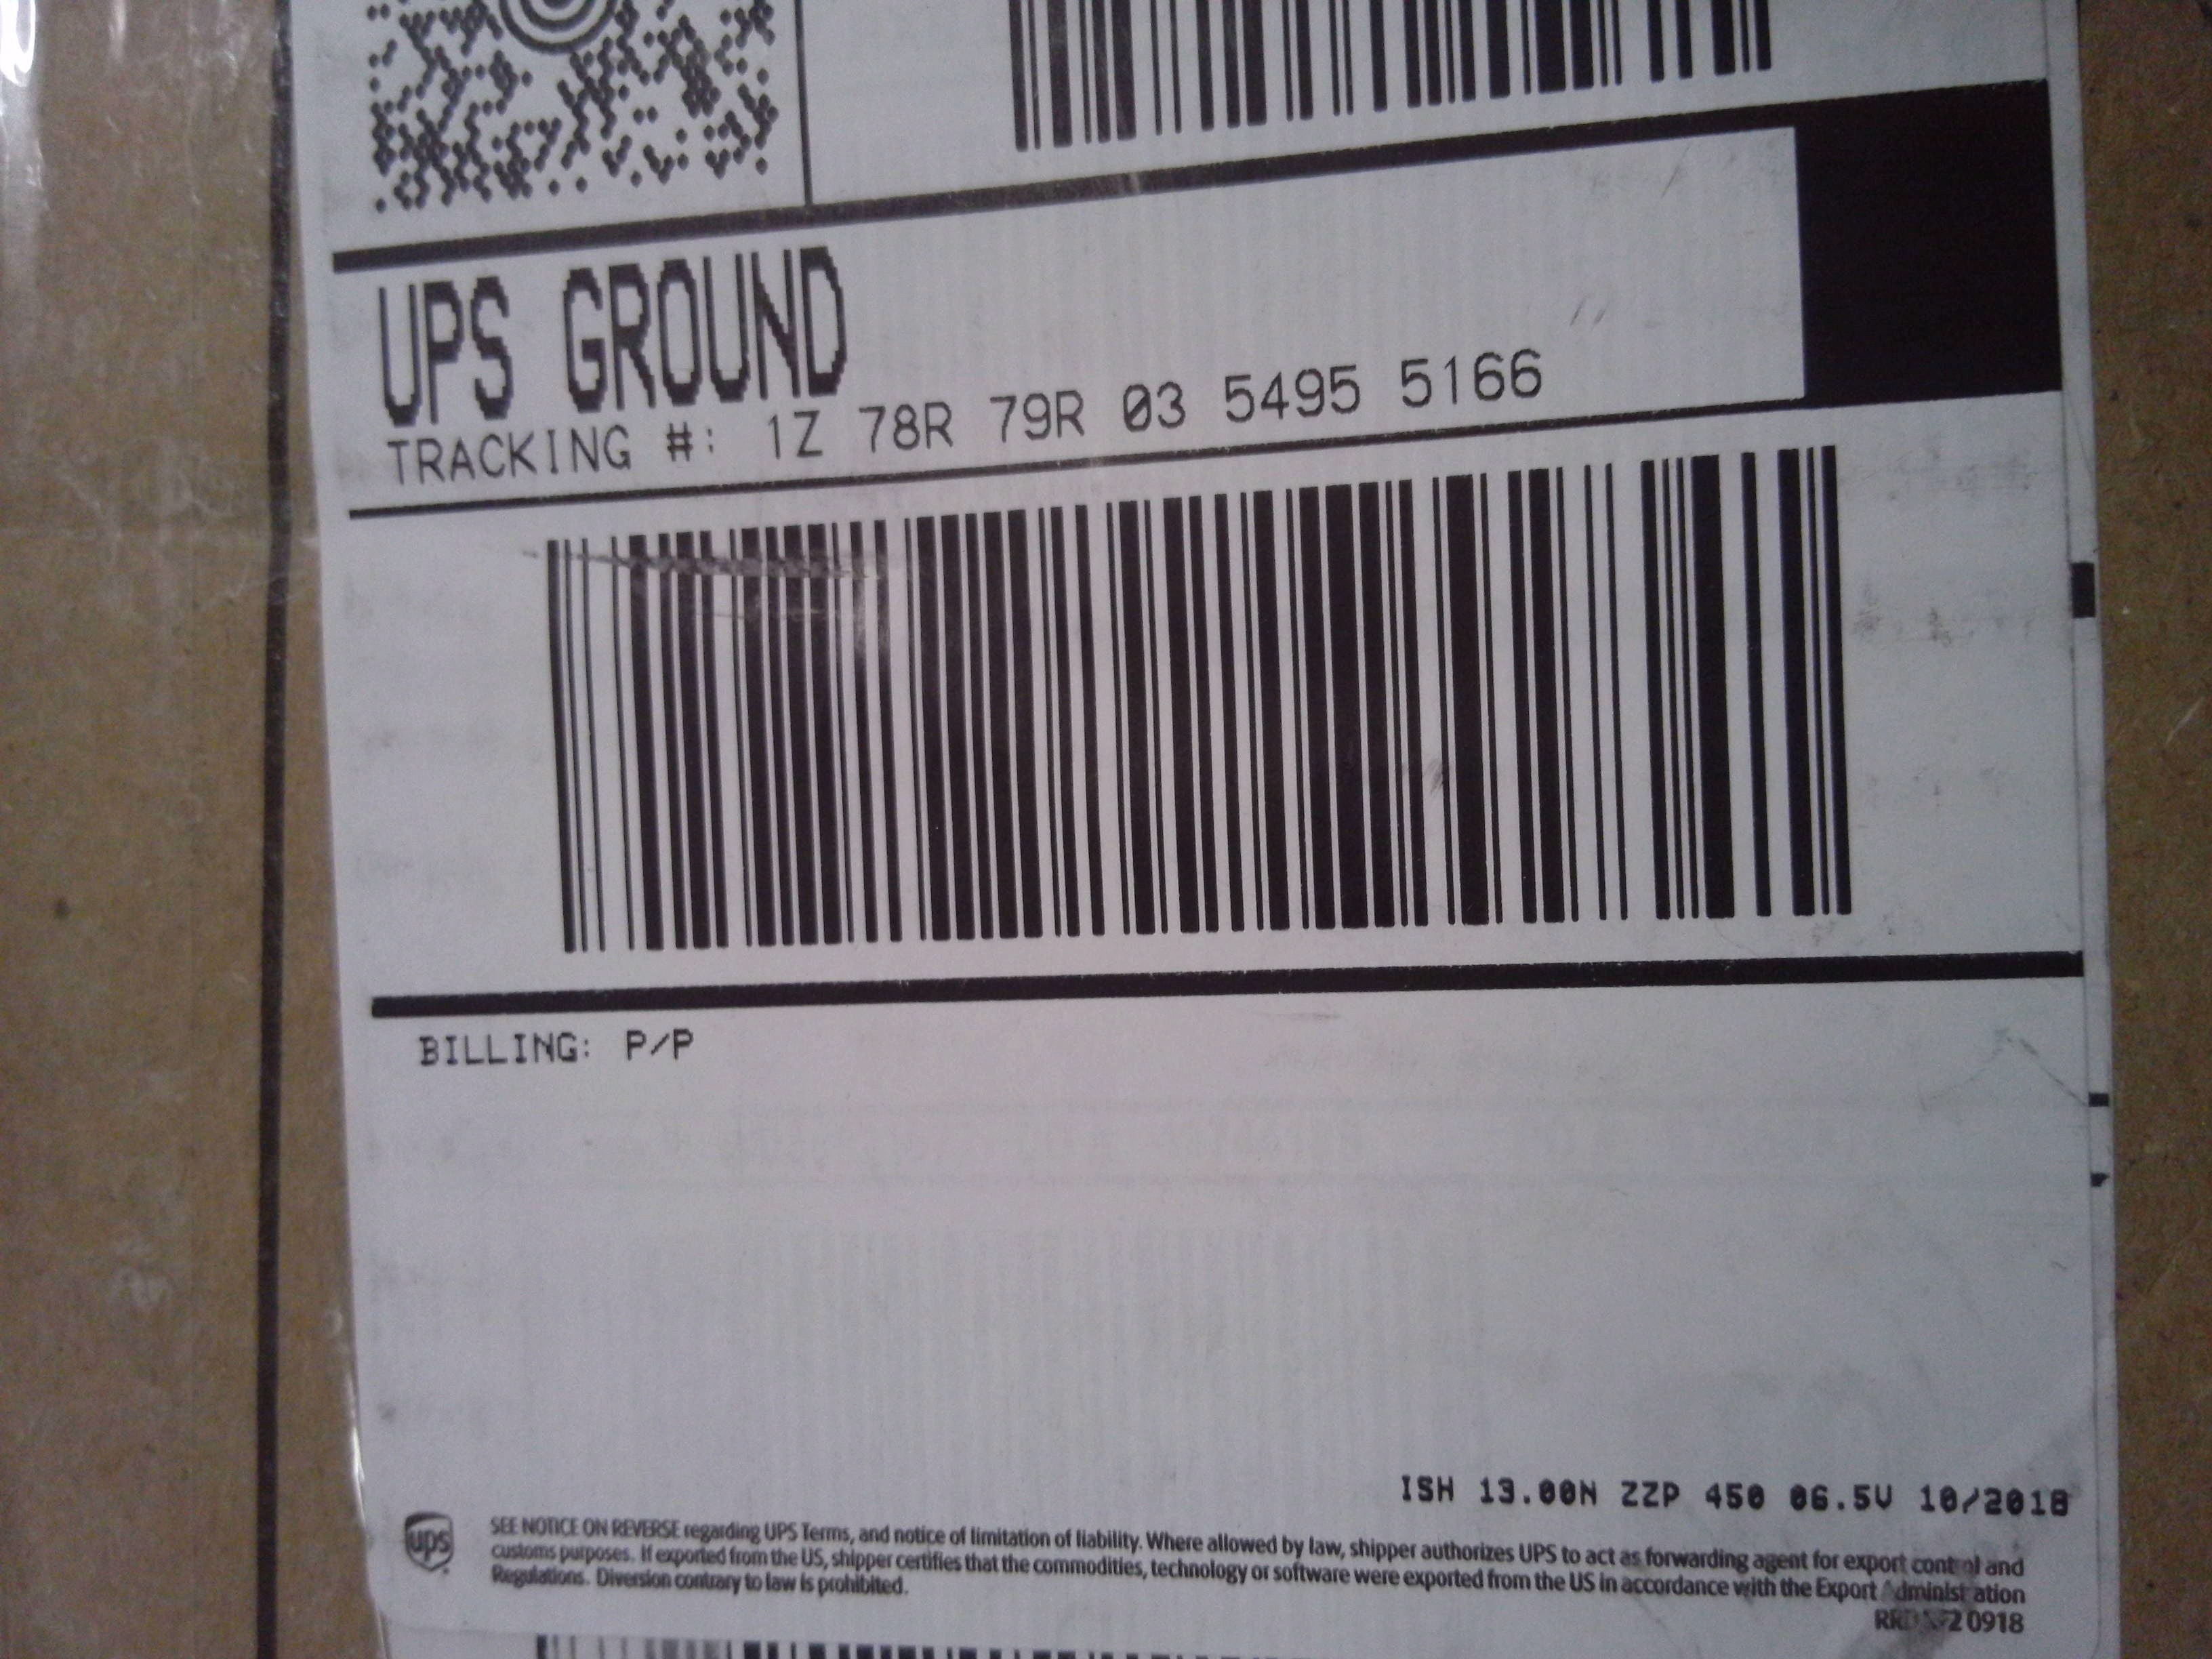 UPS GROUND
TRACKING #: 1Z 78R 79R 03 5495 5166
BILLING: P/P
ISH 13.00N ZZP 450 06.5V 10/2018
ups
SEE NOTICE ON REVERSE regarding UPS Terms, and notice of limitation of liability. Where allowed by law, shipper authorizes UPS to act as forwarding agent for export control and
customs purposes. If exported from the US, shipper certifies that the commodities, technology or software were exported from the US in accordance with the Export Administration
Regulations. Diversion contrary to law is prohibited.
0918